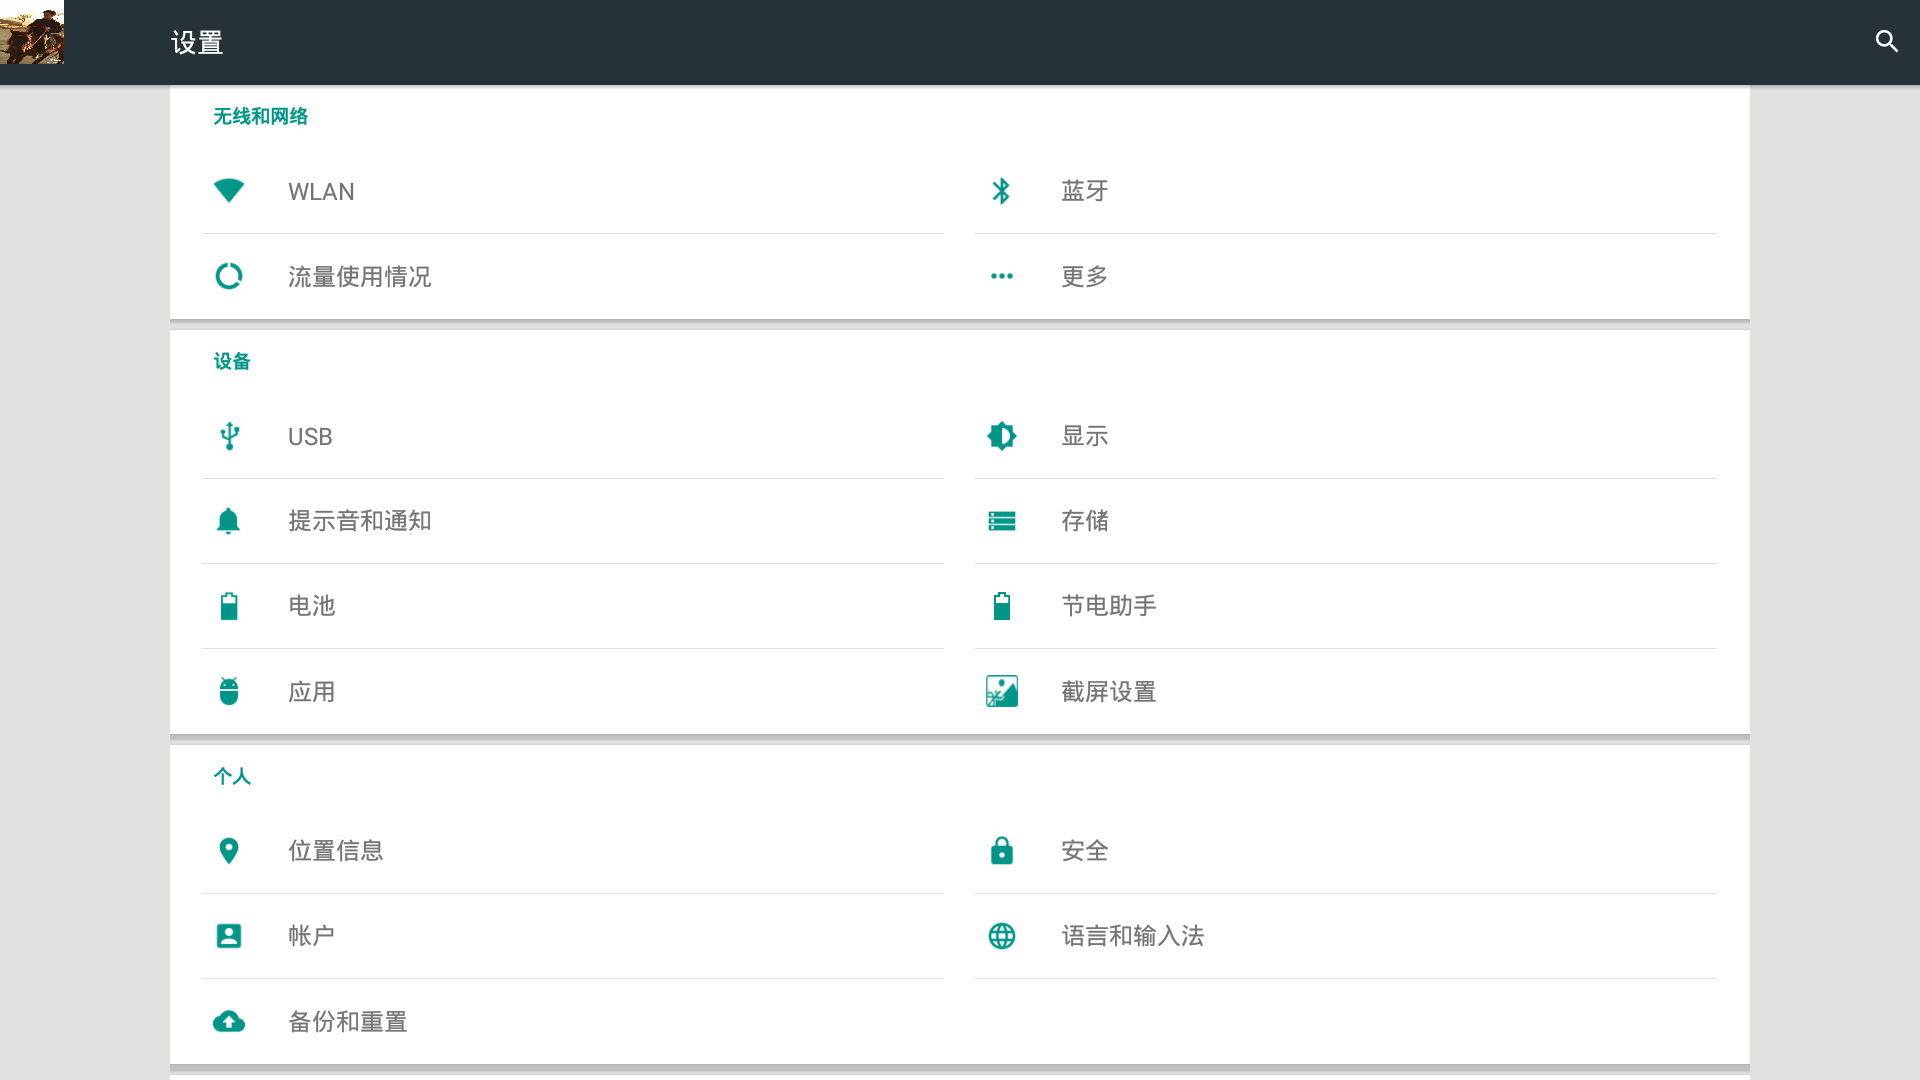 设置
无线和网络
WLAN
蓝牙
流量使用情况
更多
设备
USB
显示
提示音和通知
存储
电池
节电助手
应用
截屏设置
个人
位置信息
安全
帐户
语言和输入法
备份和重置